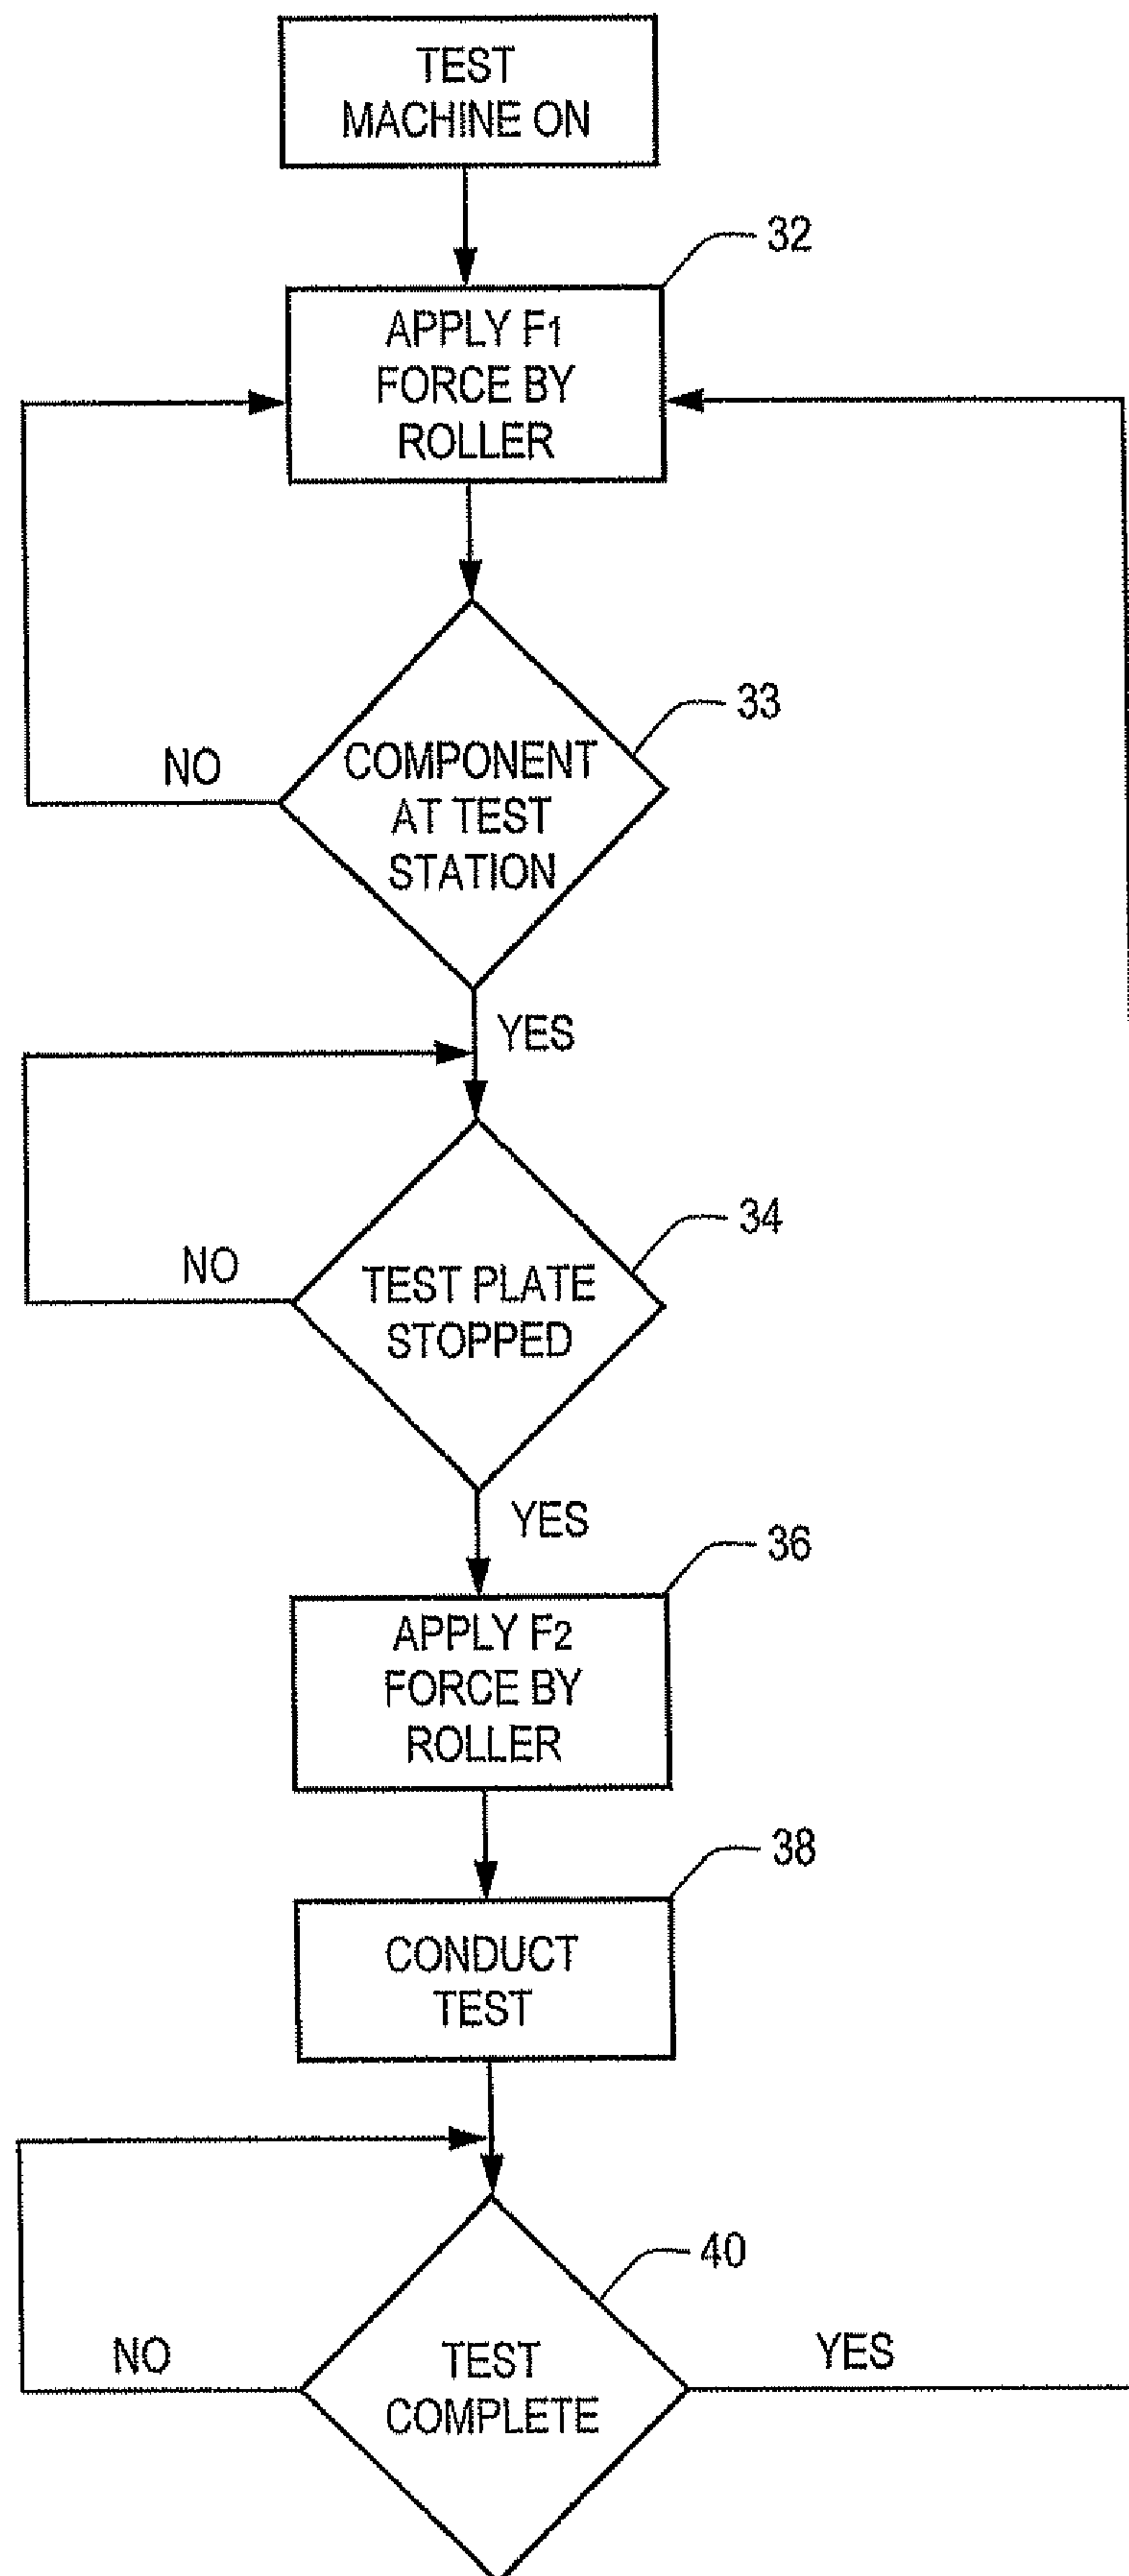 TEST
MACHINE ON
32
APPLY F1
FORCE BY
ROLLER
33
NO
COMPONENT
AT TEST
STATION
YES
34
NO
TEST PLATE
STOPPED
YES
36
APPLY F2
FORCE BY
ROLLER
38
CONDUCT
TEST
40
NO
TEST
COMPLETE
YES